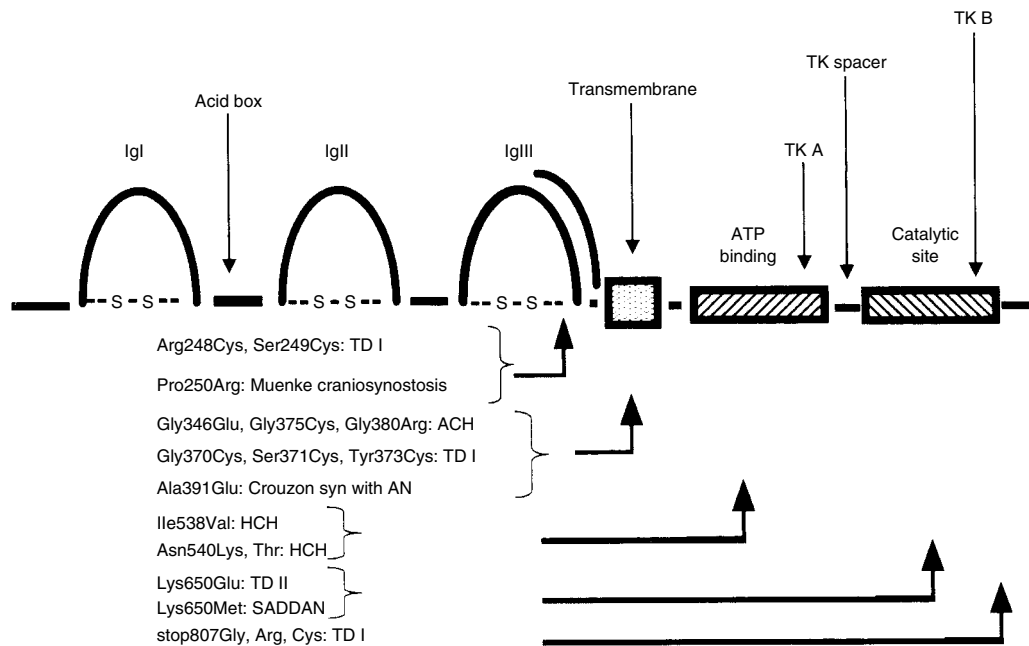 TK B
TK spacer
Transmembrane
Acid box
TK A
IgI
IgII
IgIII
ATP
binding
Catalytic
site
S S
S S
S S
Arg248Cys, Ser249Cys: TD I
Pro250Arg: Muenke craniosynostosis
Gly346Glu, Gly375Cys, Gly380Arg: ACH
Gly370Cys, Ser371Cys, Tyr373Cys: TD I
Ala391Glu: Crouzon syn with AN
Ile538Val: HCH
Asn540Lys, Thr: HCH
Lys650Glu: TD II
Lys650Met: SADDAN
stop807Gly, Arg, Cys: TD I